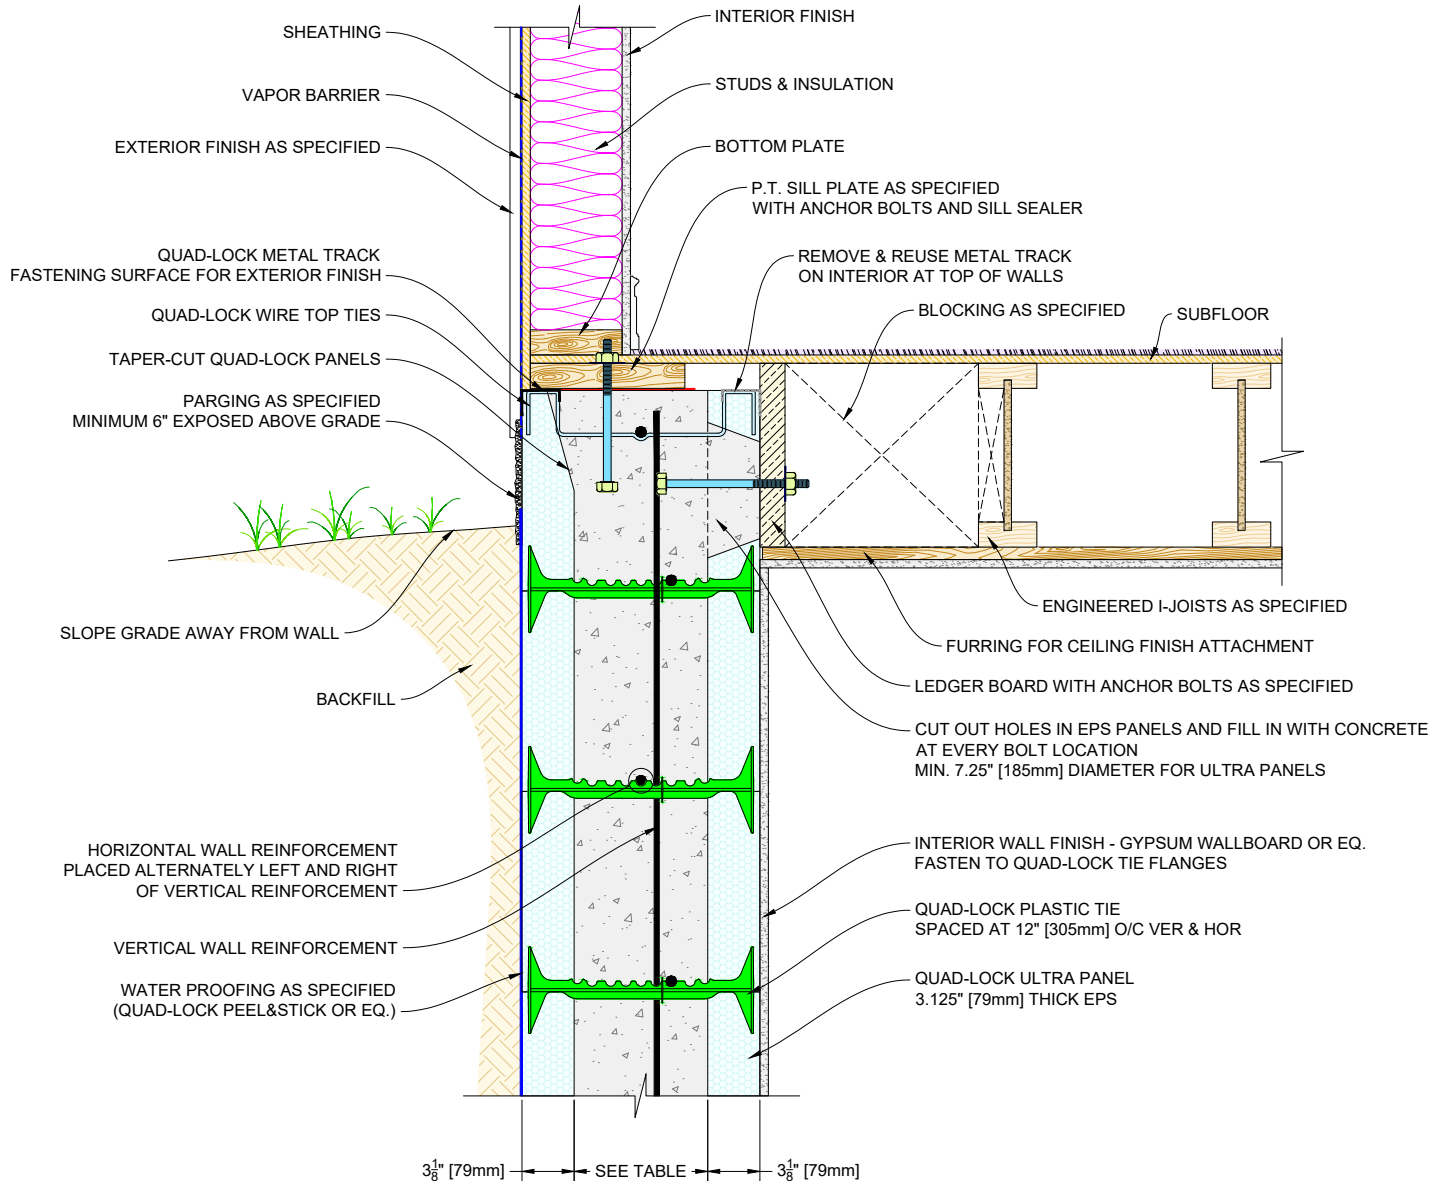 SHEATHING
VAPOR BARRIER
EXTERIOR FINISH AS SPECIFIED
QUAD-LOCK METAL TRACK
FASTENING SURFACE FOR EXTERIOR FINISH
QUAD-LOCK WIRE TOP TIES
TAPER-CUT QUAD-LOCK PANELS
PARGING AS SPECIFIED
MINIMUM 6" EXPOSED ABOVE GRADE
SLOPE GRADE AWAY FROM WALL
BACKFILL
HORIZONTAL WALL REINFORCEMENT
PLACED ALTERNATELY LEFT AND RIGHT
OF VERTICAL REINFORCEMENT
VERTICAL WALL REINFORCEMENT
WATER PROOFING AS SPECIFIED
(QUAD-LOCK PEEL&STICK OR EQ.)
INTERIOR FINISH
STUDS & INSULATION
BOTTOM PLATE
P.T. SILL PLATE AS SPECIFIED
WITH ANCHOR BOLTS AND SILL SEALER
REMOVE & REUSE METAL TRACK
ON INTERIOR AT TOP OF WALLS
BLOCKING AS SPECIFIED
SUBFLOOR
ENGINEERED I-JOISTS AS SPECIFIED
FURRING FOR CEILING FINISH ATTACHMENT
LEDGER BOARD WITH ANCHOR BOLTS AS SPECIFIED
CUT OUT HOLES IN EPS PANELS AND FILL IN WITH CONCRETE
AT EVERY BOLT LOCATION
MIN. 7.25" [185mm] DIAMETER FOR ULTRA PANELS
INTERIOR WALL FINISH - GYPSUM WALLBOARD OR EQ.
FASTEN TO QUAD-LOCK TIE FLANGES
QUAD-LOCK PLASTIC TIE
SPACED AT 12" [305mm] O/C VER & HOR
QUAD-LOCK ULTRA PANEL
3.125" [79mm] THICK EPS
3⅛" [79mm]
SEE TABLE
3⅛" [79mm]